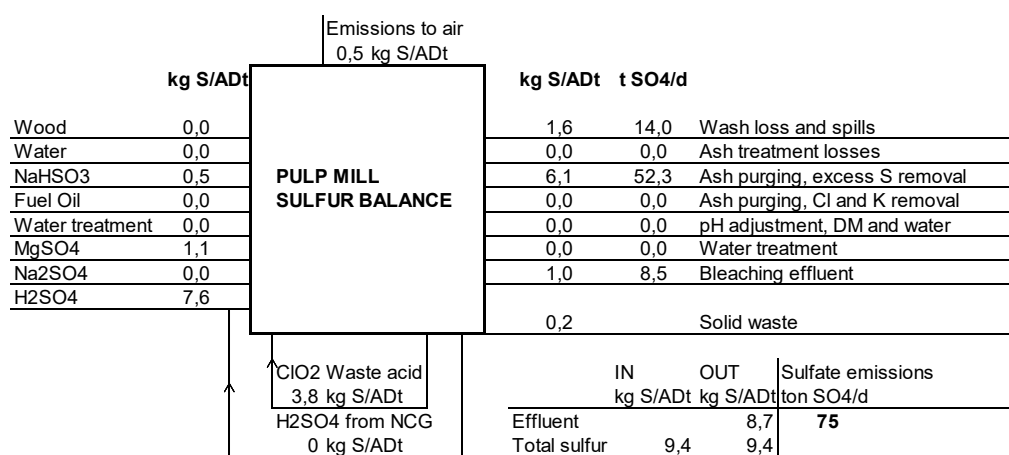 Emissions to air
0,5 kg S/ADt
kg S/ADt kg S/ADt t SO4/d
Wood 0,0 1,6 14,0 Wash loss and spills
Water 0,0 0,0 0,0 Ash treatment losses
NaHSO3 0,5 PULP MILL 6,1 52,3 Ash purging, excess S removal
Fuel Oil 0,0 SULFUR BALANCE 0,0 0,0 Ash purging, Cl and K removal
Water treatment 0,0 0,0 0,0 pH adjustment, DM and water
MgSO4 1,1 0,0 0,0 Water treatment
Na2SO4 0,0 1,0 8,5 Bleaching effluent
H2SO4 7,6
0,2 Solid waste
ClO2 Waste acid IN OUT Sulfate emissions
3,8 kg S/ADt kg S/ADt kg S/ADt ton SO4/d
H2SO4 from NCG Effluent 8,7 75
0 kg S/ADt Total sulfur 9,4 9,4